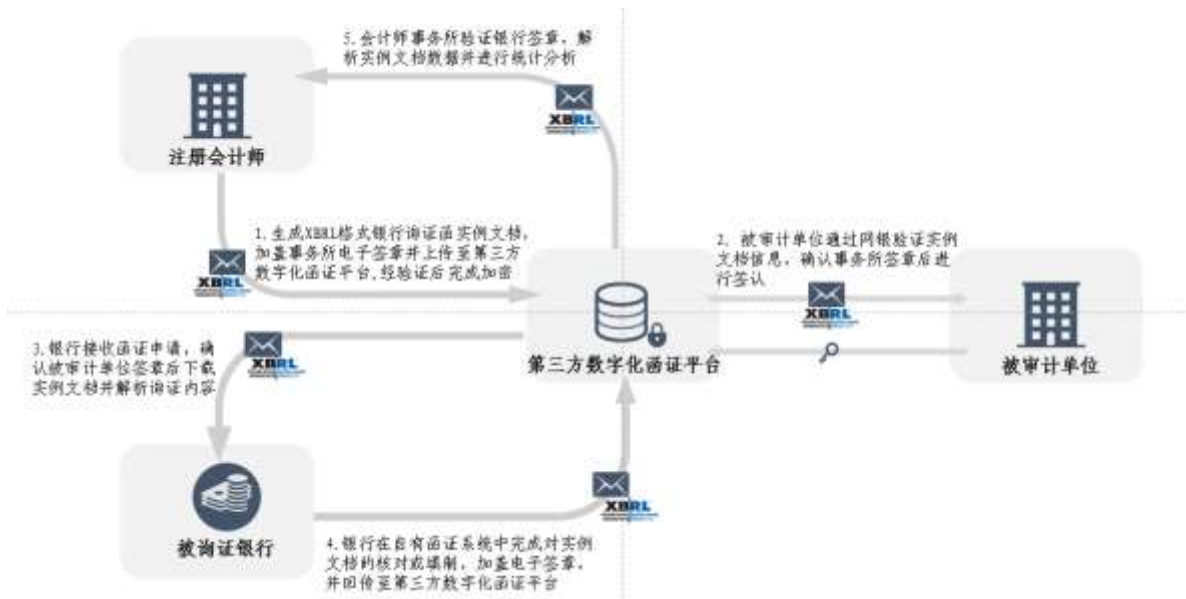 5.会计师事务所验证银行签章，解
析实例文档数据并进行统计分析
XBRL
注册会计师
1.生成XBRL格式银行询证函实例文档，
加盖事务所电子签章并上传至第三方
数字化函证平台,经验证后完成加密
XBRL
2. 被审计单位通过网银验证实例
文档信息，确认事务所签章后进
行签认
XBRL
第三方数字化函证平台
被审计单位
3.银行接收函证申请，确
认被审计单位签章后下载
实例文档并解析询证内容
XBRL
被询证银行
XBRL
4.银行在自有函证系统中完成对实例
文档的核对或填制，加盖电子签章，
并回传至第三方数字化函证平台